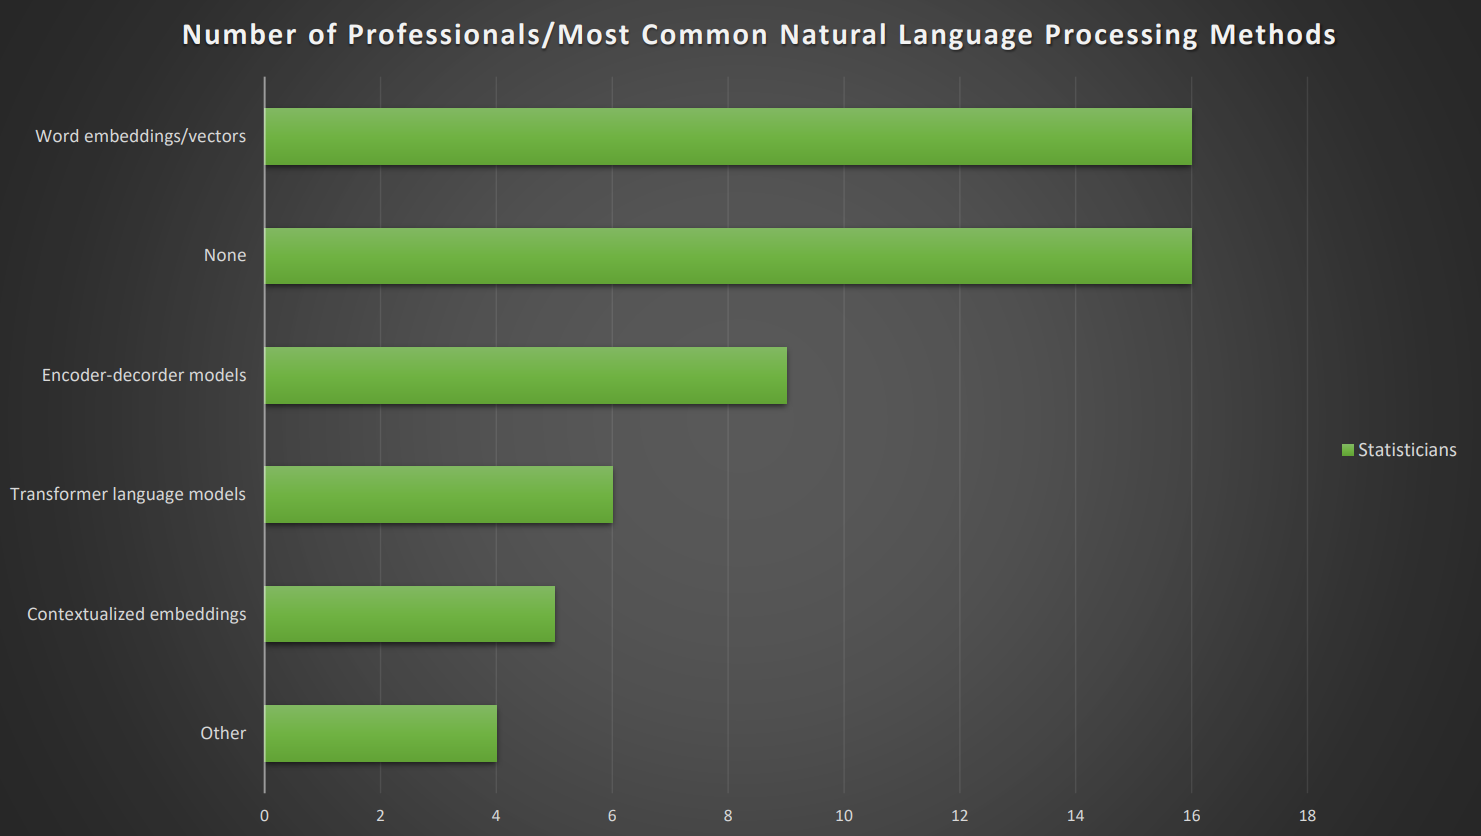 Number of Professionals/Most Common Natural Language Processing Methods
Word embeddings/vectors
None
Encoder-decorder models
Transformer language models
Contextualized embeddings
Other
0 2 4 6 8 10 12 14 16 18
Statisticians